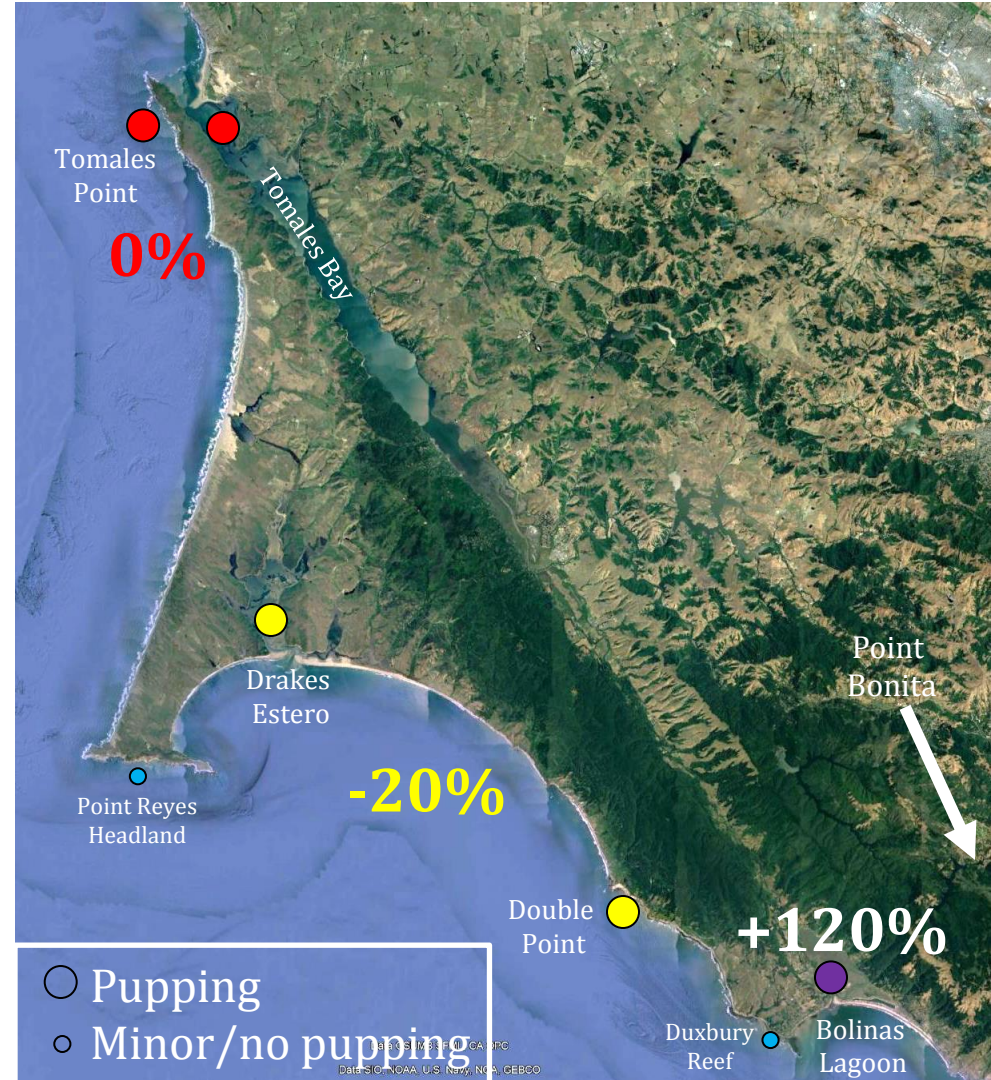 Tomales
Point
Tomales Bay
0%
Point
Bonita
Drakes
Estero
-20%
Point Reyes
Headland
Double
Point
+120%
Pupping
Minor/no pupping
Duxbury
Reef
Bolinas
Lagoon
Data SIO, NOAA, U.S. Navy, NGA, GEBCO